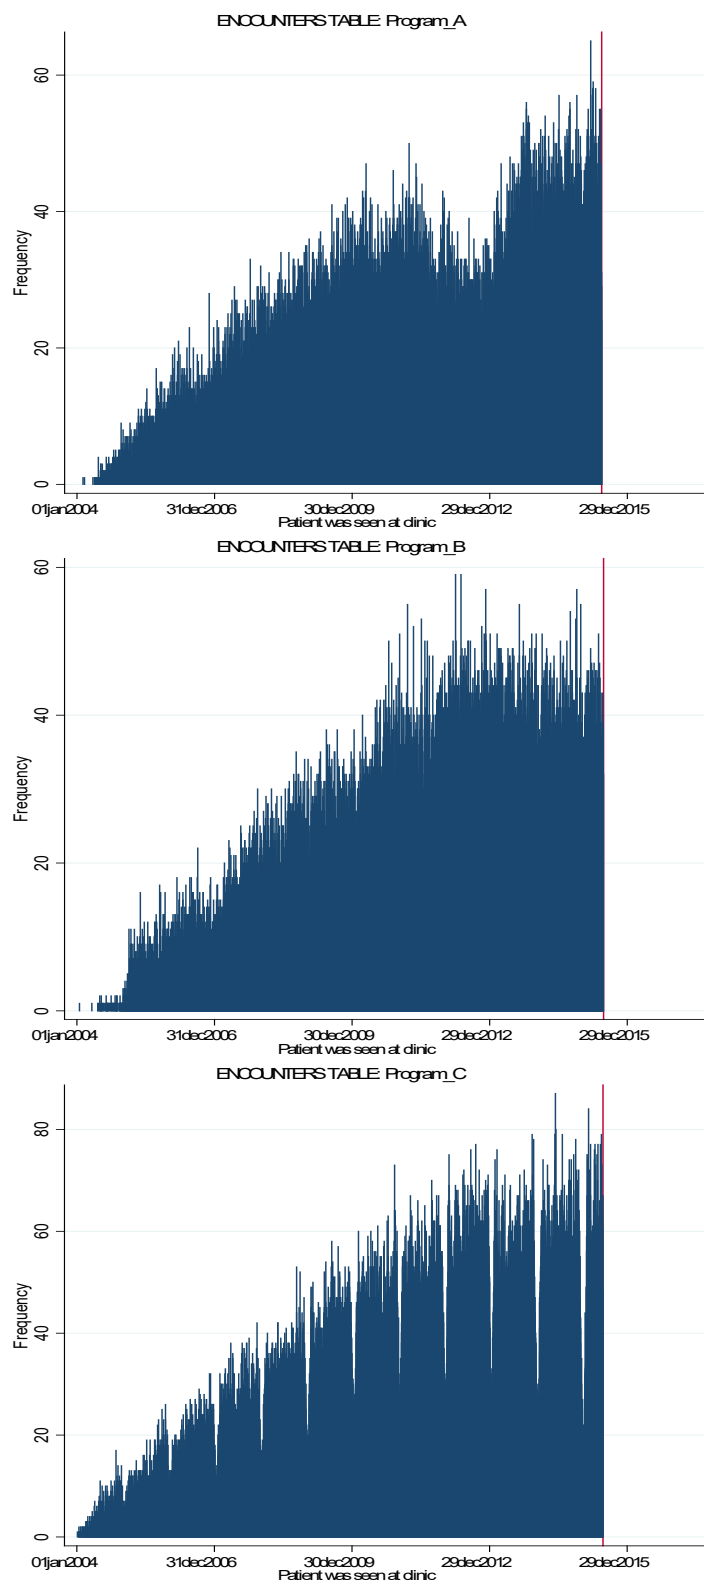 ENCOUNTERS TABLE: Program_A
60
40
20
0
Frequency
01jan2004 31dec2006 30dec2009 29dec2012 29dec2015
Patient was seen at clinic
ENCOUNTERS TABLE: Program_B
60
40
20
0
Frequency
01jan2004 31dec2006 30dec2009 29dec2012 29dec2015
Patient was seen at clinic
ENCOUNTERS TABLE: Program_C
80
60
40
20
0
Frequency
01jan2004 31dec2006 30dec2009 29dec2012 29dec2015
Patient was seen at clinic